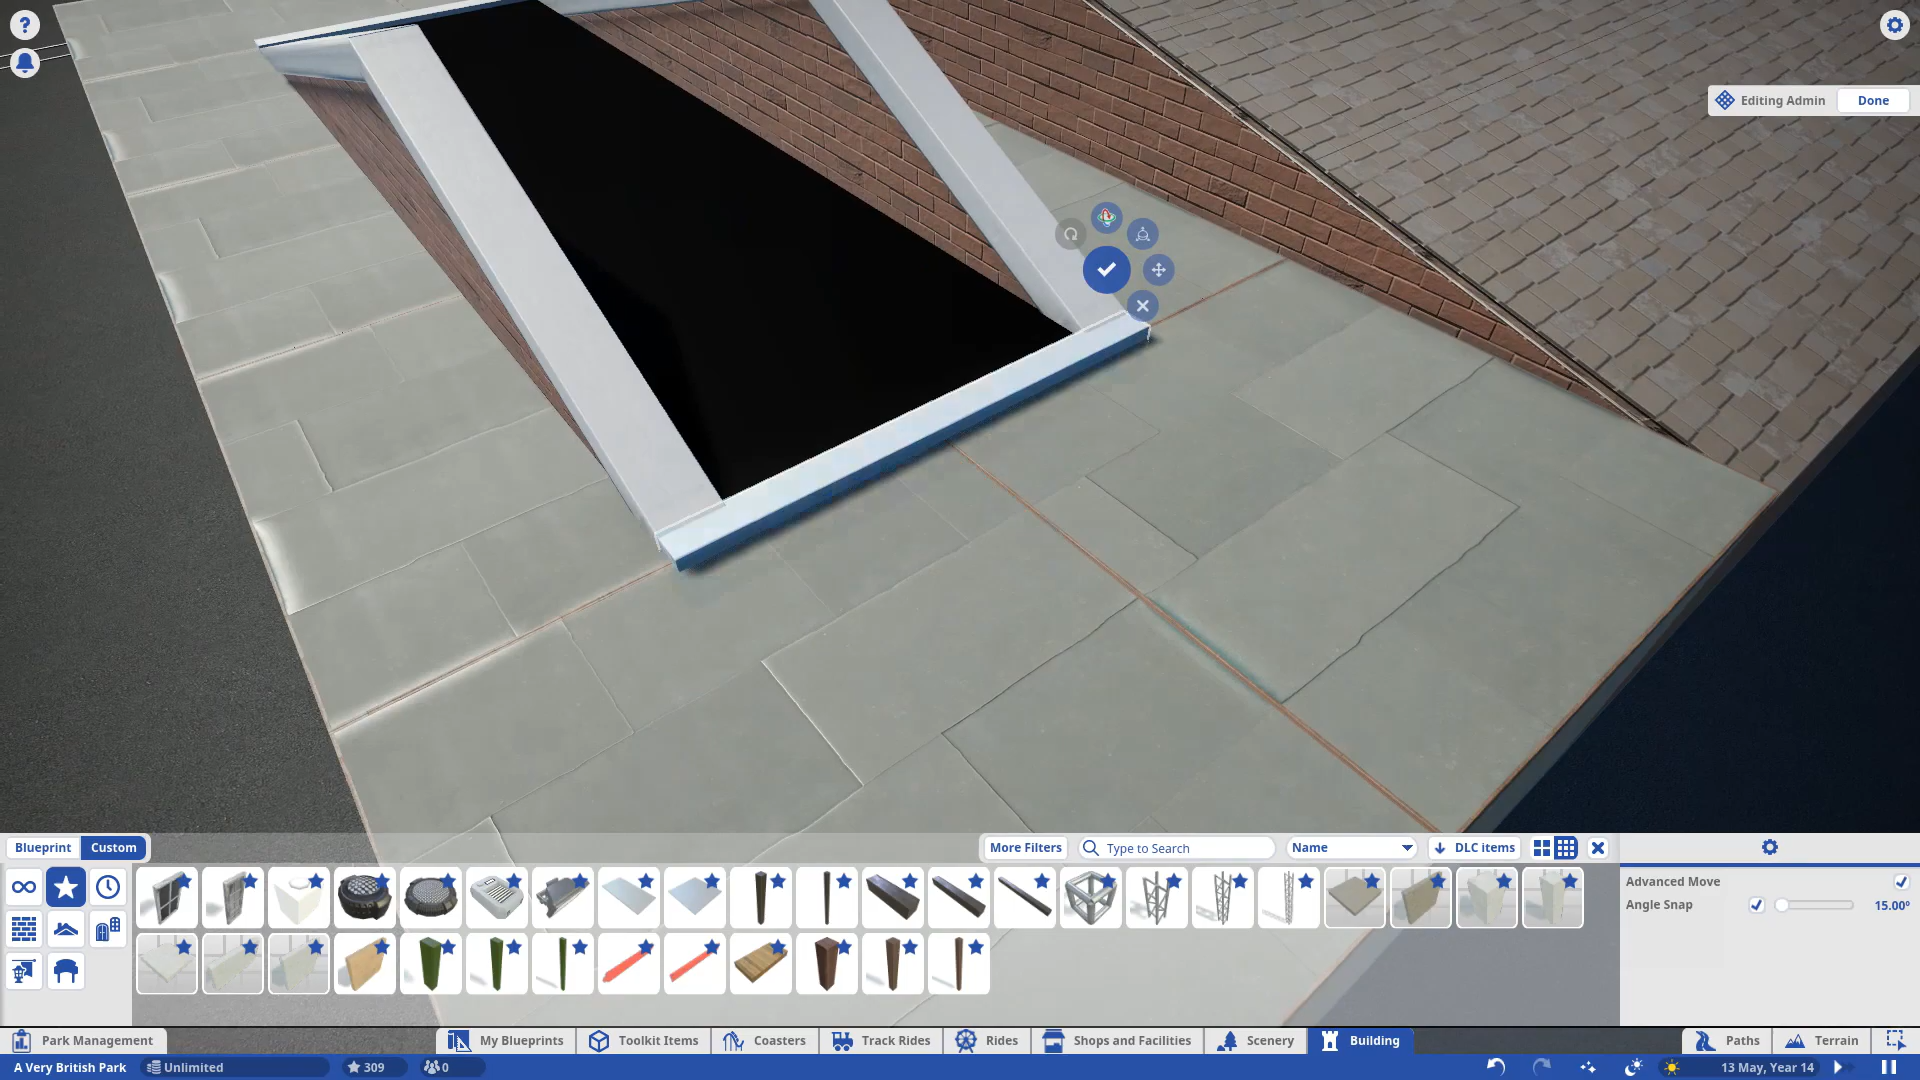 ?
Editing Admin Done
Blueprint Custom
More Filters Type to Search Name DLC items
Advanced Move
Angle Snap 15.00°
Park Management My Blueprints Toolkit Items Coasters Track Rides Rides Shops and Facilities Scenery Building Paths Terrain
A Very British Park Unlimited 309 0 13 May, Year 14